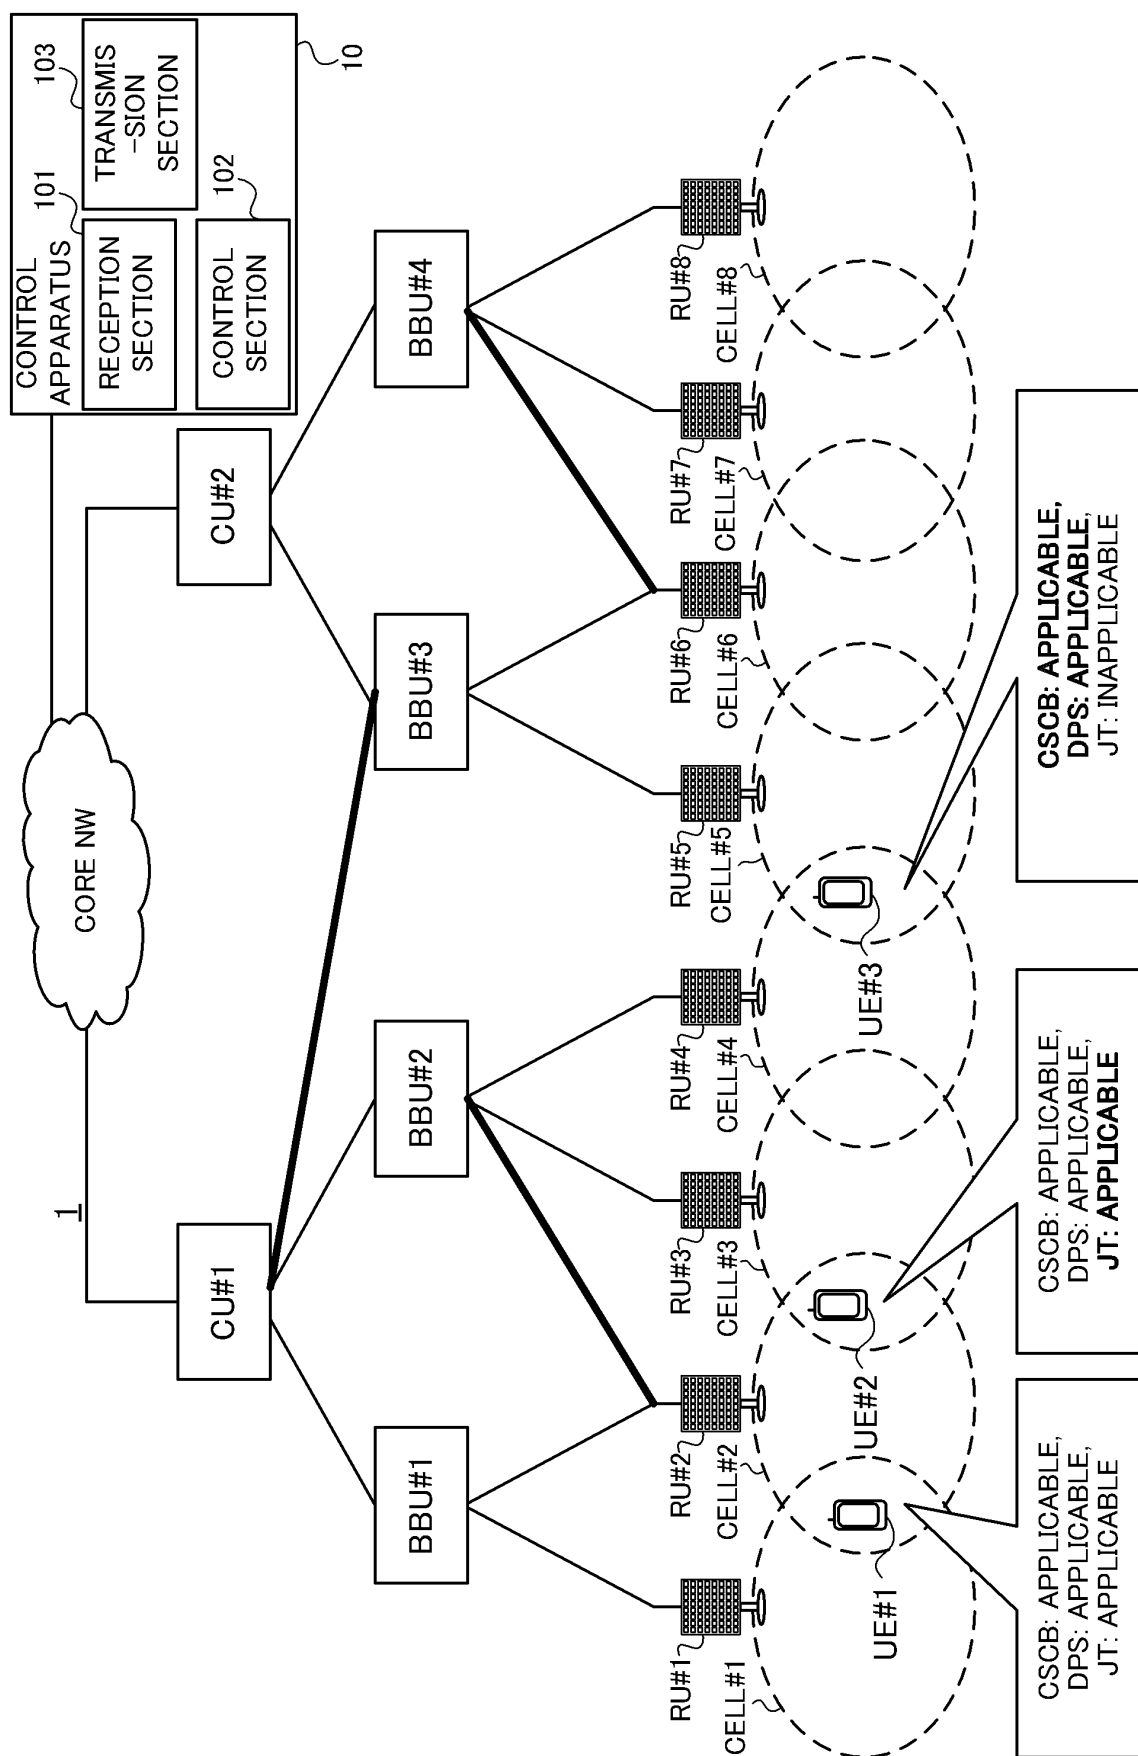 1
CORE NW
CONTROL
APPARATUS
101
RECEPTION
SECTION
103
TRANSMIS
-SION
SECTION
102
CONTROL
SECTION
10
CU#1
CU#2
BBU#1
BBU#2
BBU#3
BBU#4
RU#1
RU#2
RU#3
RU#4
RU#5
RU#6
RU#7
RU#8
CELL#1
CELL#2
CELL#3
CELL#4
CELL#5
CELL#6
CELL#7
CELL#8
UE#1
UE#2
UE#3
CSCB: APPLICABLE,
DPS: APPLICABLE,
JT: APPLICABLE
CSCB: APPLICABLE,
DPS: APPLICABLE,
JT: APPLICABLE
CSCB: APPLICABLE,
DPS: APPLICABLE,
JT: INAPPLICABLE